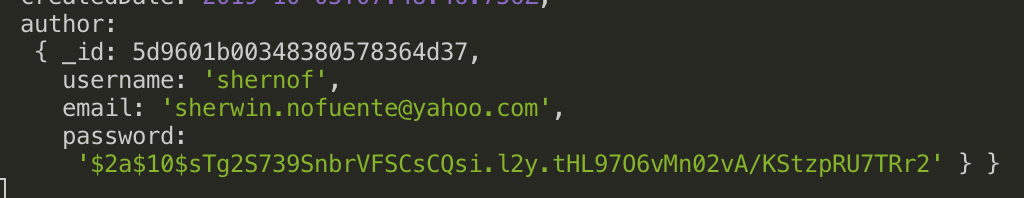 author:
{ _id: 5d9601b00348380578364d37,
username: 'shernof',
email: 'sherwin.nofuente@yahoo.com',
password:
'$2a$10$sTg2S739SnbrVFSCsCQsi.l2y.tHL97O6vMn02vA/KStzpRU7TRr2' } }